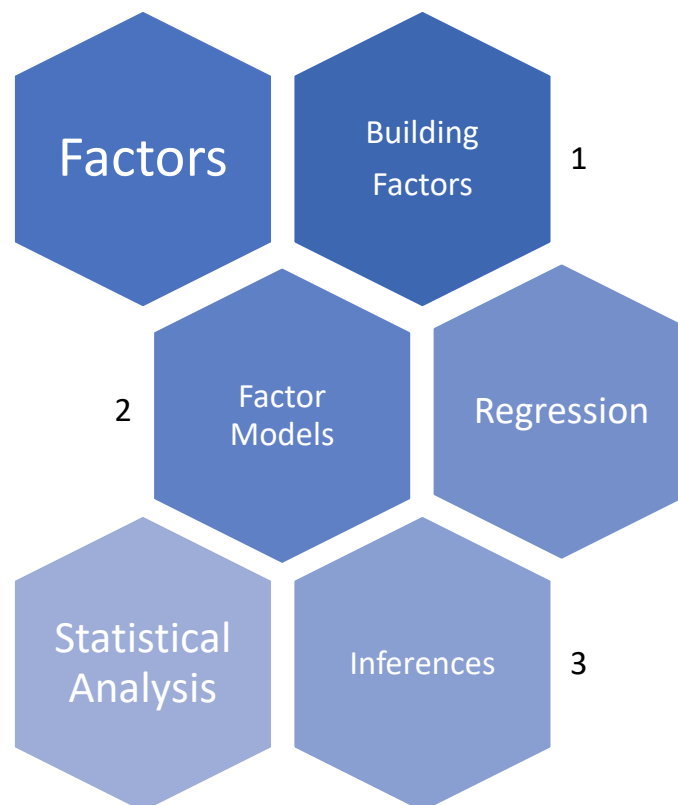 Factors
Building
Factors
1
2
Factor
Models
Regression
Statistical
Analysis
Inferences
3